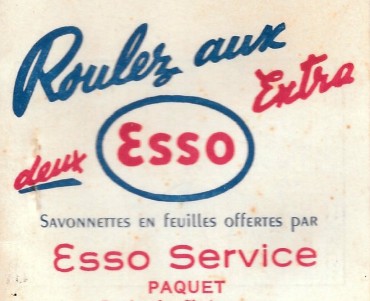 Roulez aux
deux Esso Extra
SAVONNETTES EN FEUILLES OFFERTES PAR
Esso Service
PAQUET